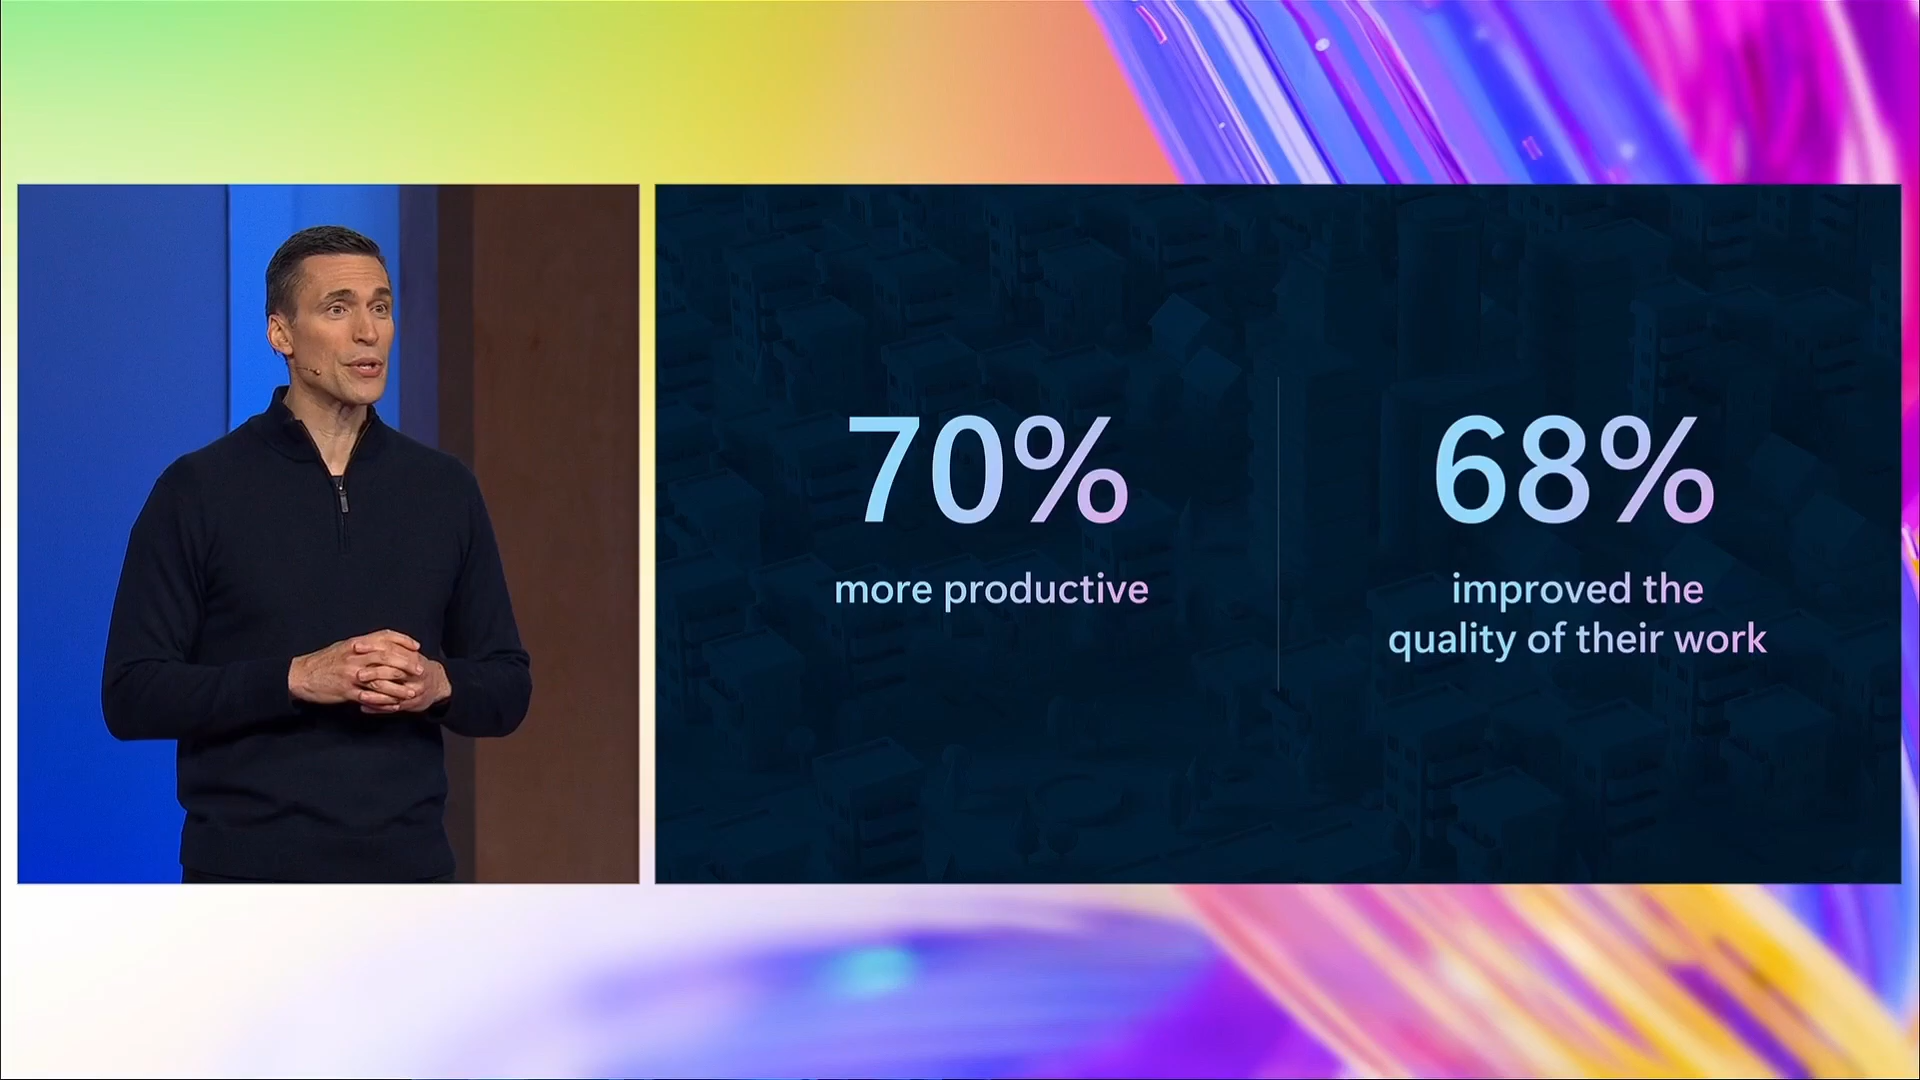 70%
more productive
68%
improved the
quality of their work